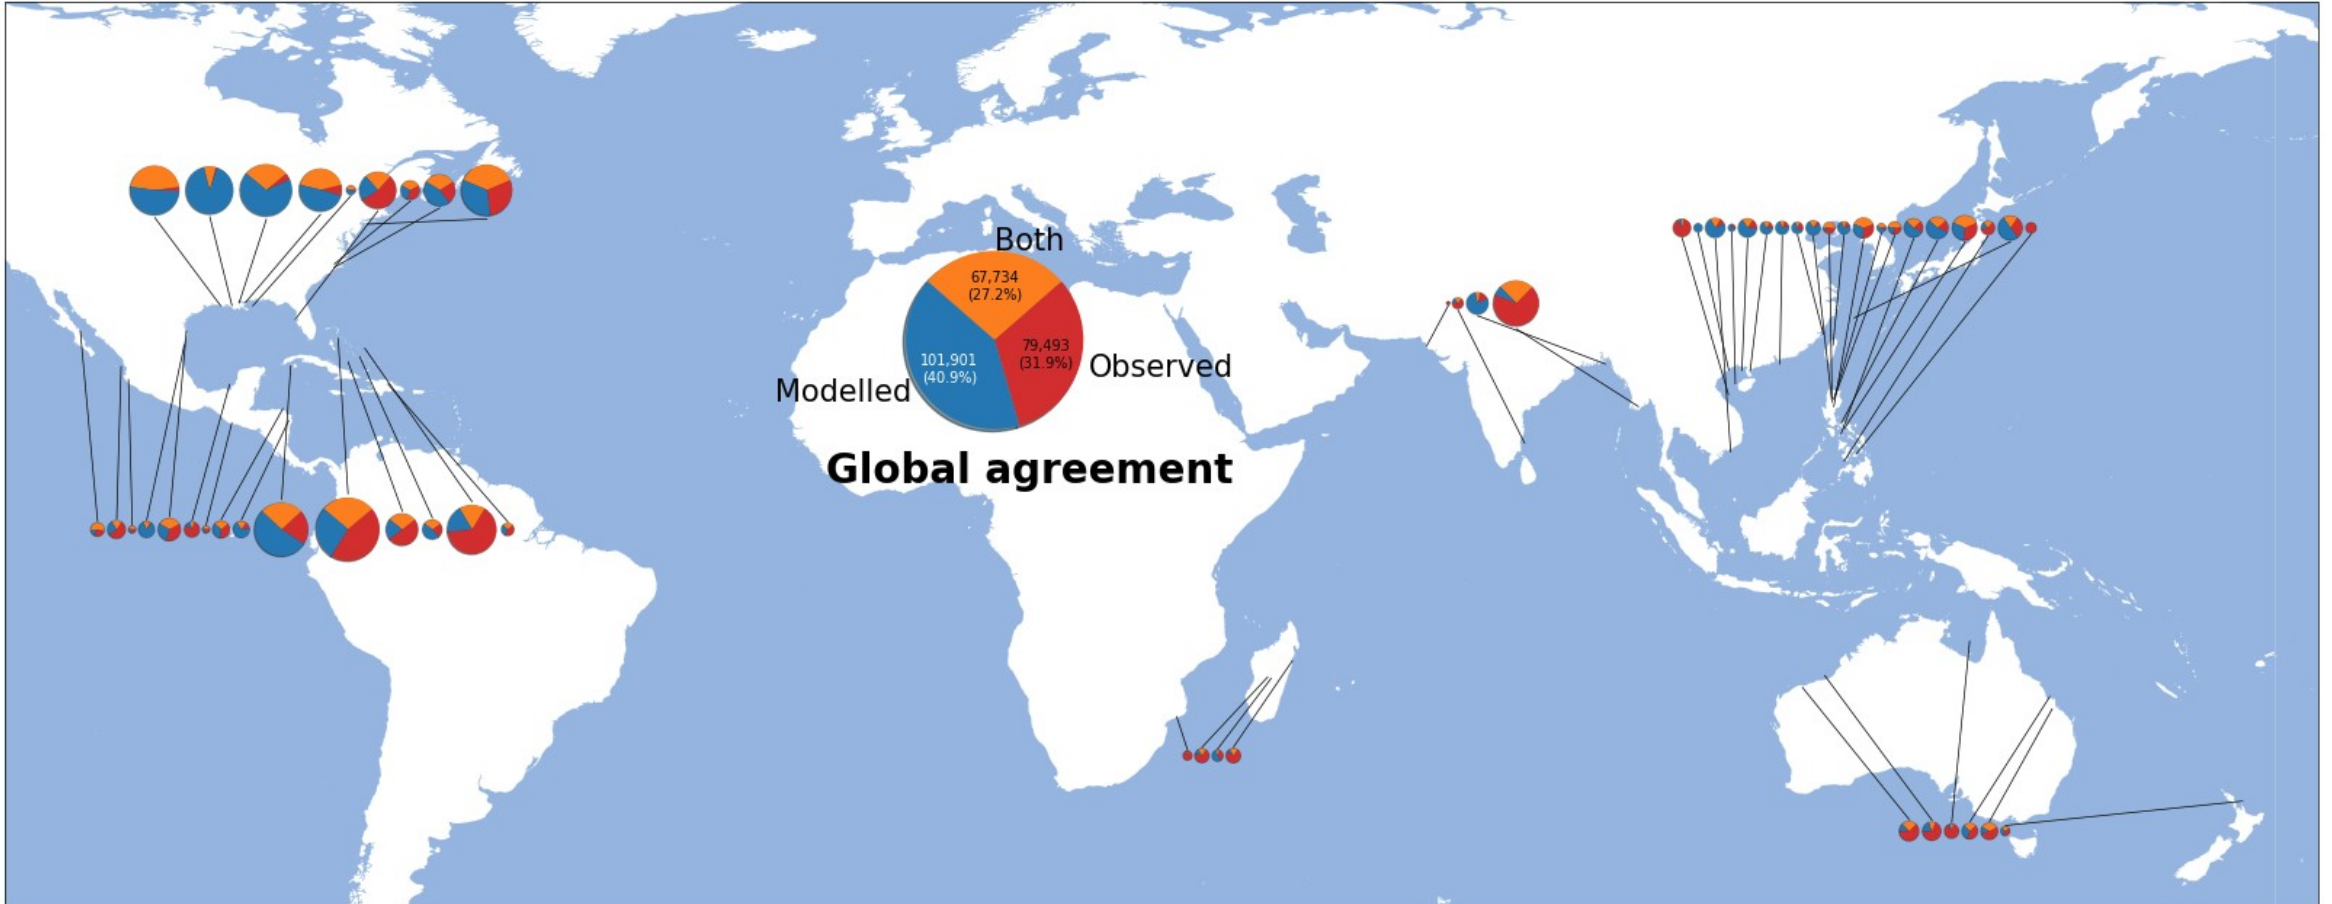 Both
67,734
(27.2%)
79,493
(31.9%)
101,901
(40.9%)
Observed
Modelled
Global agreement